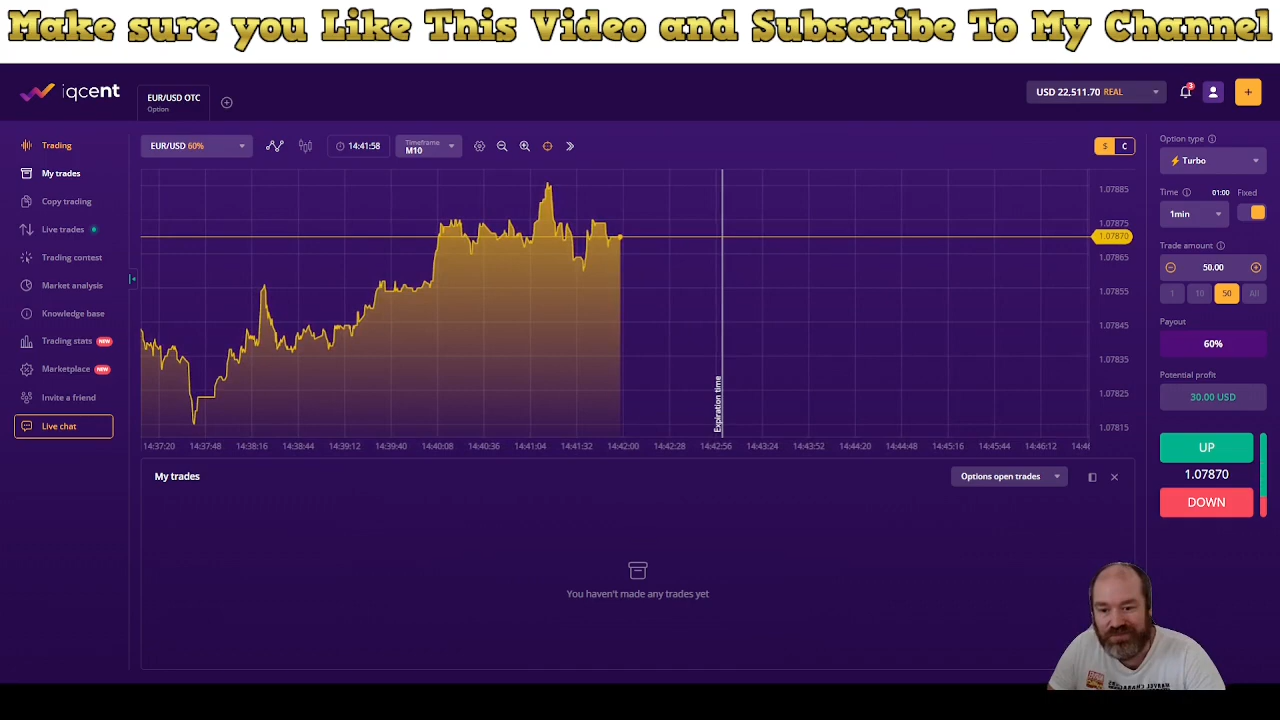 Make sure you Like This Video and Subscribe To My Channel
iqcent
EUR/USD OTC
Option
USD 22.511.70 REAL
3
+
Trading
My trades
Copy trading
Live trades
Trading contest
Market analysis
Knowledge base
Trading stats NEW
Marketplace NEW
Invite a friend
Live chat
EUR/USD 60%
14:41:58
Timeframe
M10
$ C
1.07885
1.07875
1.07870
1.07865
1.07855
1.07845
1.07835
1.07825
1.07815
Expiration time
14:37:20 14:37:48 14:38:16 14:38:44 14:39:12 14:39:40 14:40:08 14:40:36 14:41:04 14:41:32 14:42:00 14:42:28 14:42:56 14:43:24 14:43:52 14:44:20 14:44:48 14:45:16 14:45:44 14:46:12 14:46
My trades
Options open trades
You haven't made any trades yet
Option type
Turbo
Time 01:00 Fixed
1min
Trade amount
50.00
1 10 50 All
Payout
60%
Potential profit
30.00 USD
UP
1.07870
DOWN